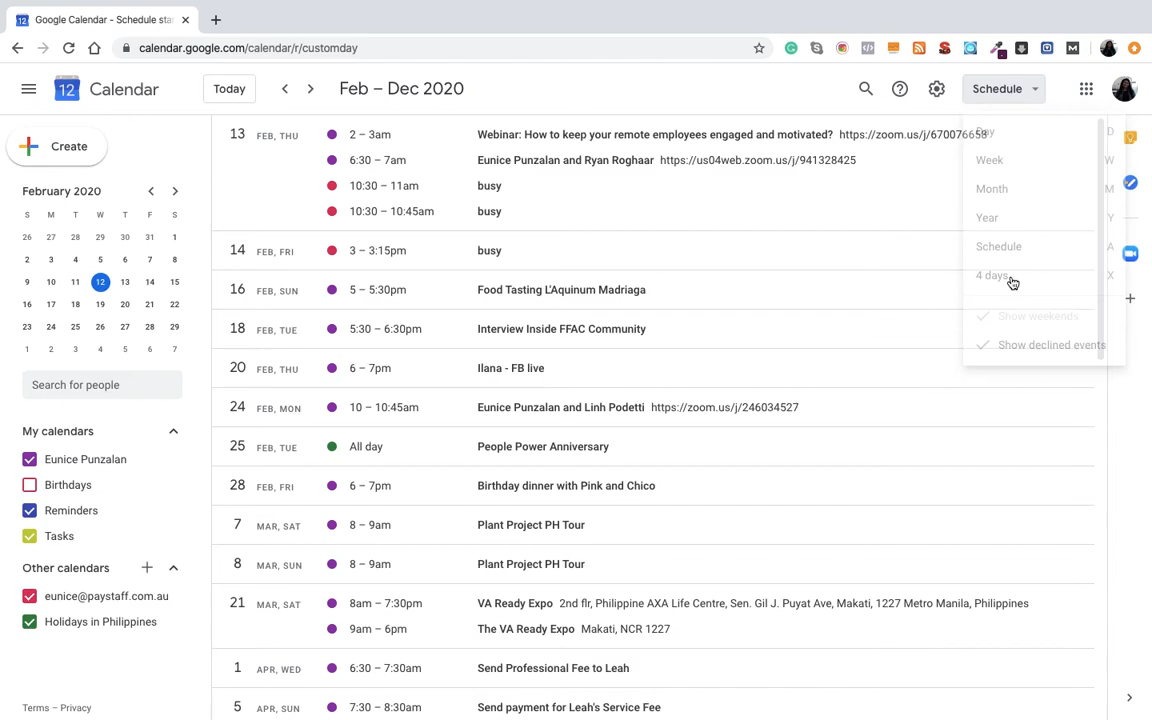 Google Calendar - Schedule sta
calendar.google.com/calendar/r/customday
12
Calendar
Today
Feb – Dec 2020
Schedule
Create
February 2020
S M T W T F S
26 27 28 29 30 31 1
2 3 4 5 6 7 8
9 10 11 12 13 14 15
16 17 18 19 20 21 22
23 24 25 26 27 28 29
1 2 3 4 5 6 7
Search for people
My calendars
Eunice Punzalan
Birthdays
Reminders
Tasks
Other calendars
eunice@paystaff.com.au
Holidays in Philippines
Terms – Privacy
13 FEB, THU 2 – 3am Webinar: How to keep your remote employees engaged and motivated? https://zoom.us/j/670076658
6:30 – 7am Eunice Punzalan and Ryan Roghaar https://us04web.zoom.us/j/941328425
10:30 – 11am busy
10:30 – 10:45am busy
14 FEB, FRI 3 – 3:15pm busy
16 FEB, SUN 5 – 5:30pm Food Tasting L'Aquinum Madriaga
18 FEB, TUE 5:30 – 6:30pm Interview Inside FFAC Community
20 FEB, THU 6 – 7pm Ilana - FB live
24 FEB, MON 10 – 10:45am Eunice Punzalan and Linh Podetti https://zoom.us/j/246034527
25 FEB, TUE All day People Power Anniversary
28 FEB, FRI 6 – 7pm Birthday dinner with Pink and Chico
7 MAR, SAT 8 – 9am Plant Project PH Tour
8 MAR, SUN 8 – 9am Plant Project PH Tour
21 MAR, SAT 8am – 7:30pm VA Ready Expo 2nd flr, Philippine AXA Life Centre, Sen. Gil J. Puyat Ave, Makati, 1227 Metro Manila, Philippines
9am – 6pm The VA Ready Expo Makati, NCR 1227
1 APR, WED 6:30 – 7:30am Send Professional Fee to Leah
5 APR, SUN 7:30 – 8:30am Send payment for Leah's Service Fee
Day D
Week W
Month M
Year Y
Schedule A
4 days X
Show weekends
Show declined events